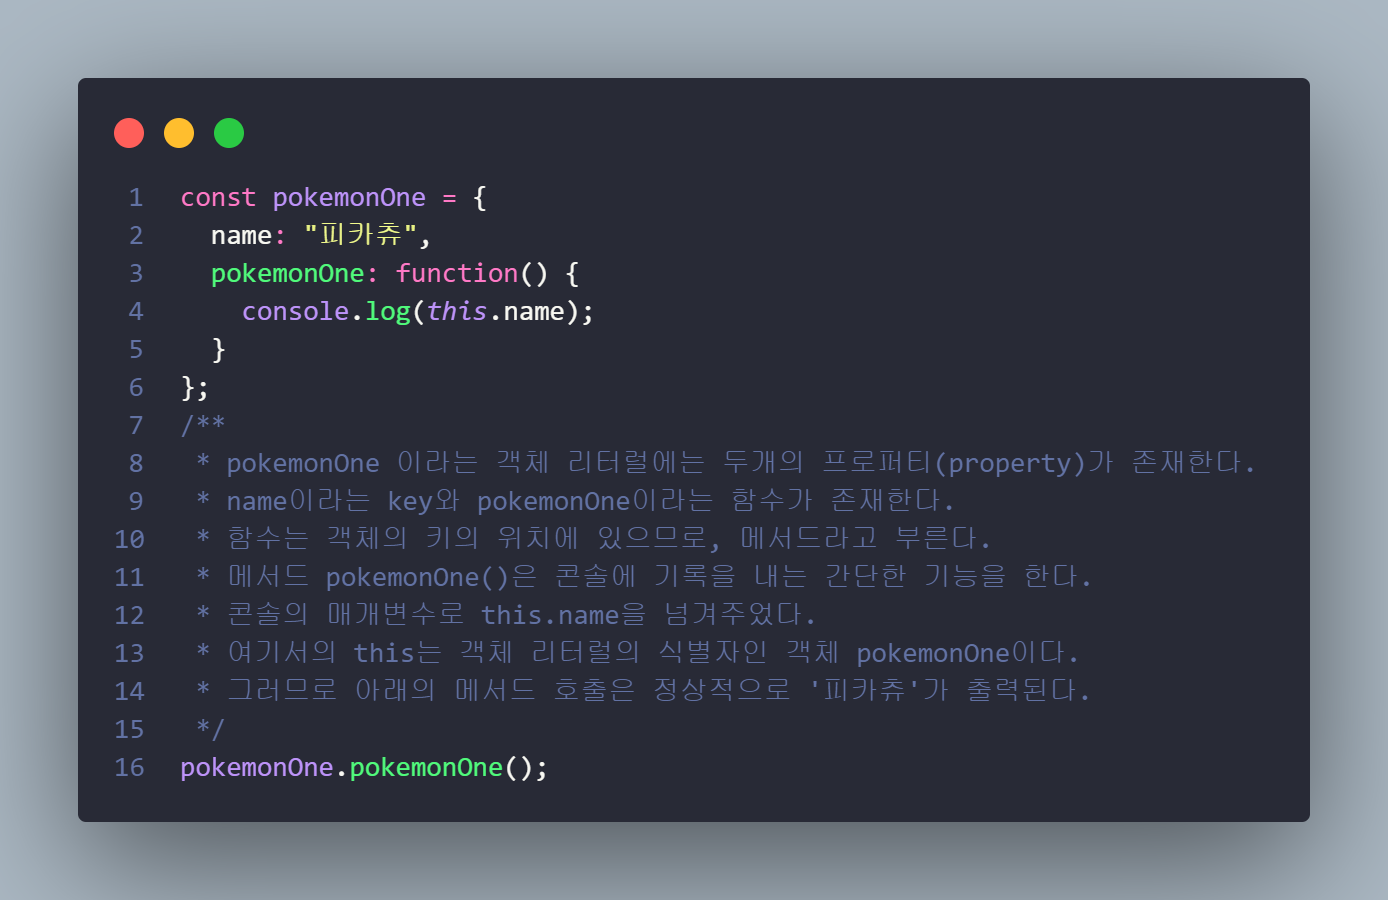 1 const pokemonOne = {
2   name: "피카츄",
3   pokemonOne: function() {
4     console.log(this.name);
5   }
6 };
7 /**
8  * pokemonOne 이라는 객체 리터럴에는 두개의 프로퍼티(property)가 존재한다.
9  * name이라는 key와 pokemonOne이라는 함수가 존재한다.
10  * 함수는 객체의 키의 위치에 있으므로, 메서드라고 부른다.
11  * 메서드 pokemonOne()은 콘솔에 기록을 내는 간단한 기능을 한다.
12  * 콘솔의 매개변수로 this.name을 넘겨주었다.
13  * 여기서의 this는 객체 리터럴의 식별자인 객체 pokemonOne이다.
14  * 그러므로 아래의 메서드 호출은 정상적으로 '피카츄'가 출력된다.
15  */
16 pokemonOne.pokemonOne();